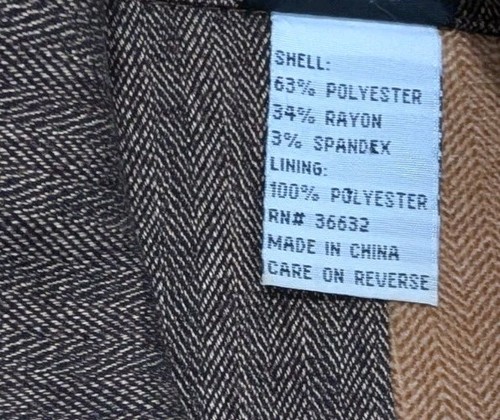 SHELL:
63% POLYESTER
34% RAYON
3% SPANDEX
LINING:
100% POLYESTER
RN# 36632
MADE IN CHINA
CARE ON REVERSE